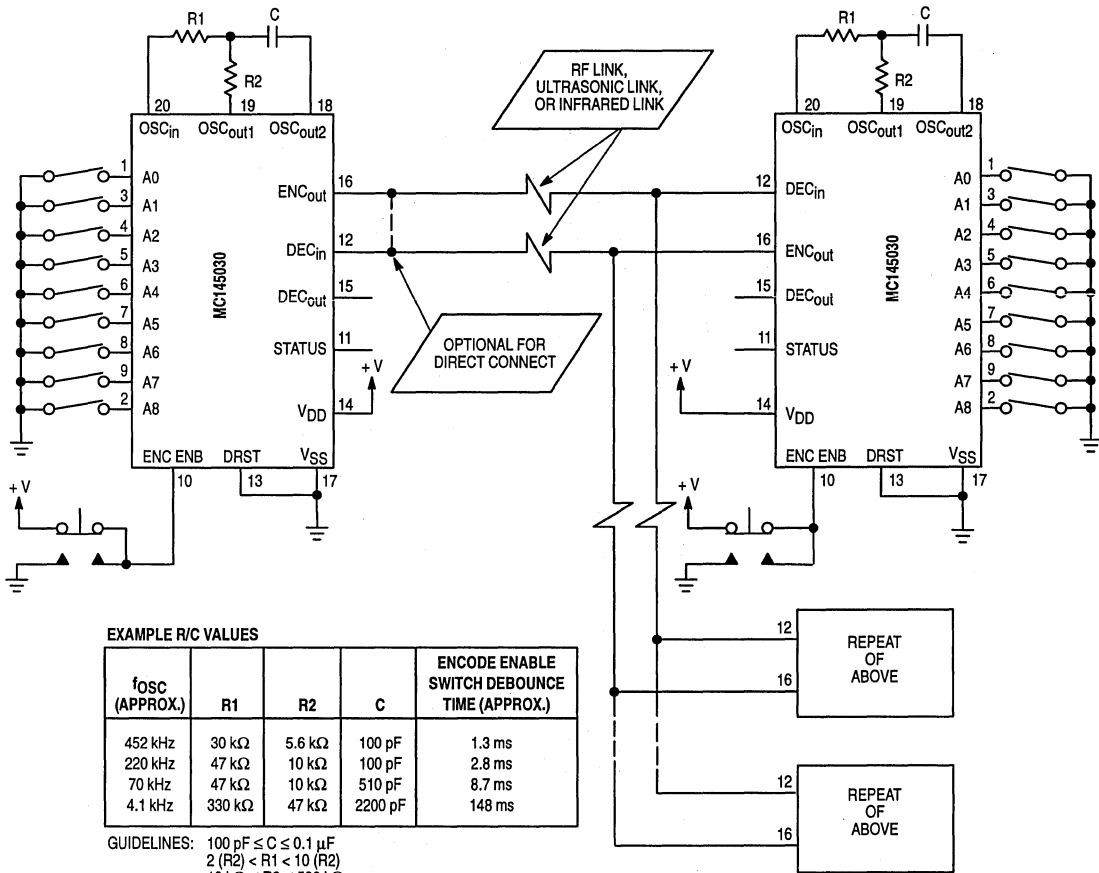 R1
C
R2
20
19
18
OSCin
OSCout1
OSCout2
1
A0
3
A1
4
A2
5
A3
6
A4
7
A5
8
A6
9
A7
2
A8
MC145030
ENCout
16
DECin
12
DECout
15
STATUS
11
+ V
VDD
14
ENC ENB
DRST
VSS
10
13
17
+ V
RF LINK,
ULTRASONIC LINK,
OR INFRARED LINK
OPTIONAL FOR
DIRECT CONNECT
R1
C
R2
20
19
18
OSCin
OSCout1
OSCout2
12
DECin
16
ENCout
15
DECout
11
STATUS
+ V
14
VDD
MC145030
A0
1
A1
3
A2
4
A3
5
A4
6
A5
7
A6
8
A7
9
A8
2
ENC ENB
DRST
VSS
10
13
17
+ V
12
16
REPEAT
OF
ABOVE
12
16
REPEAT
OF
ABOVE
EXAMPLE R/C VALUES
fOSC (APPROX.) R1 R2 C ENCODE ENABLE SWITCH DEBOUNCE TIME (APPROX.)
452 kHz 30 kΩ 5.6 kΩ 100 pF 1.3 ms
220 kHz 47 kΩ 10 kΩ 100 pF 2.8 ms
70 kHz 47 kΩ 10 kΩ 510 pF 8.7 ms
4.1 kHz 330 kΩ 47 kΩ 2200 pF 148 ms
GUIDELINES: 100 pF ≤ C ≤ 0.1 µF
2 (R2) < R1 < 10 (R2)